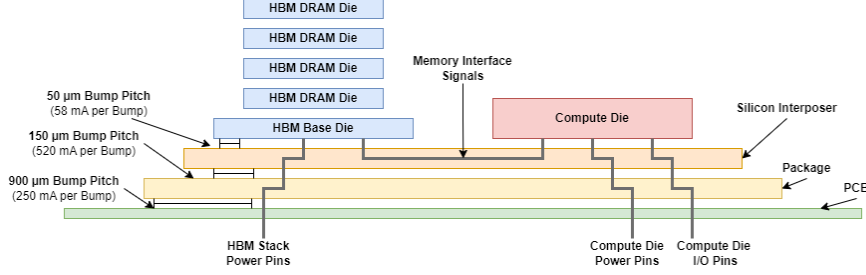 HBM DRAM Die
HBM DRAM Die
HBM DRAM Die
HBM DRAM Die
HBM Base Die
Memory Interface
Signals
Compute Die
Silicon Interposer
Package
PCB
50 µm Bump Pitch
(58 mA per Bump)
150 µm Bump Pitch
(520 mA per Bump)
900 µm Bump Pitch
(250 mA per Bump)
HBM Stack
Power Pins
Compute Die
Power Pins
Compute Die
I/O Pins